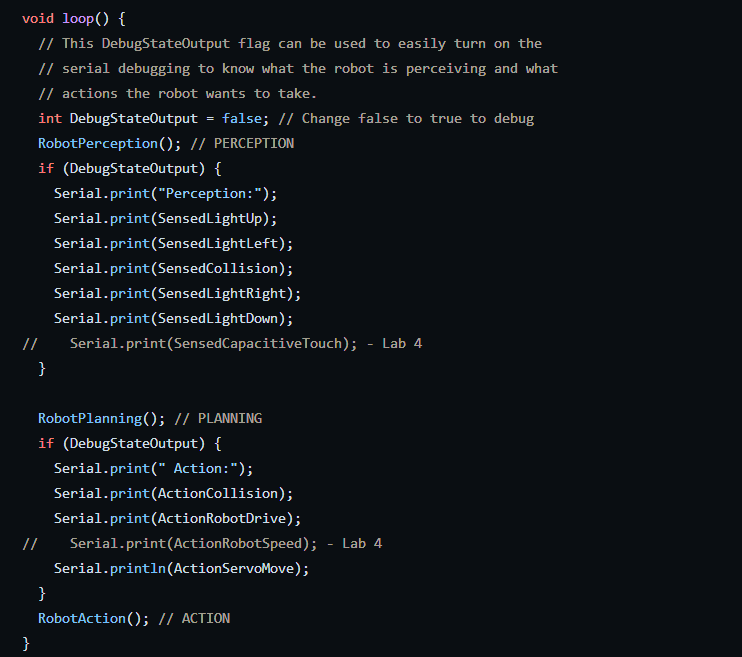 void loop() {
  // This DebugStateOutput flag can be used to easily turn on the
  // serial debugging to know what the robot is perceiving and what
  // actions the robot wants to take.
  int DebugStateOutput = false; // Change false to true to debug
  RobotPerception(); // PERCEPTION
  if (DebugStateOutput) {
    Serial.print("Perception:");
    Serial.print(SensedLightUp);
    Serial.print(SensedLightLeft);
    Serial.print(SensedCollision);
    Serial.print(SensedLightRight);
    Serial.print(SensedLightDown);
//    Serial.print(SensedCapacitiveTouch); - Lab 4
  }

  RobotPlanning(); // PLANNING
  if (DebugStateOutput) {
    Serial.print(" Action:");
    Serial.print(ActionCollision);
    Serial.print(ActionRobotDrive);
//    Serial.print(ActionRobotSpeed); - Lab 4
    Serial.println(ActionServoMove);
  }
  RobotAction(); // ACTION
}